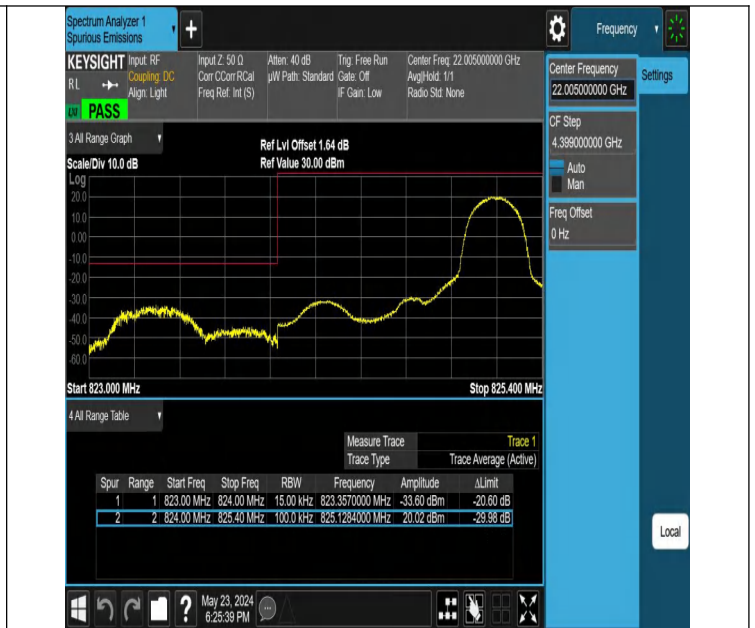 Spectrum Analyzer 1
Spurious Emissions
+
Frequency
KEYSIGHT
RL
Input: RF
Coupling: DC
Align: Light
Input Z: 50 Ω
Corr CCorr RCal
Freq Ref: Int (S)
Atten: 40 dB
µW Path: Standard
Trig: Free Run
Gate: Off
IF Gain: Low
Center Freq: 22.005000000 GHz
Avg|Hold: 1/1
Radio Std: None
LXI PASS
Center Frequency
22.005000000 GHz
Settings
CF Step
4.399000000 GHz
Auto
Man
Freq Offset
0 Hz
3 All Range Graph
Scale/Div 10.0 dB
Ref Lvl Offset 1.64 dB
Ref Value 30.00 dBm
Log
20.0
10.0
0.00
-10.0
-20.0
-30.0
-40.0
-50.0
-60.0
Start 823.000 MHz Stop 825.400 MHz
4 All Range Table
Measure Trace Trace 1
Trace Type Trace Average (Active)
Spur Range Start Freq Stop Freq RBW Frequency Amplitude ΔLimit
1 1 823.00 MHz 824.00 MHz 15.00 kHz 823.3570000 MHz -33.60 dBm -20.60 dB
2 2 824.00 MHz 825.40 MHz 100.0 kHz 825.1284000 MHz 20.02 dBm -29.98 dB
Local
?
May 23, 2024
6:25:39 PM